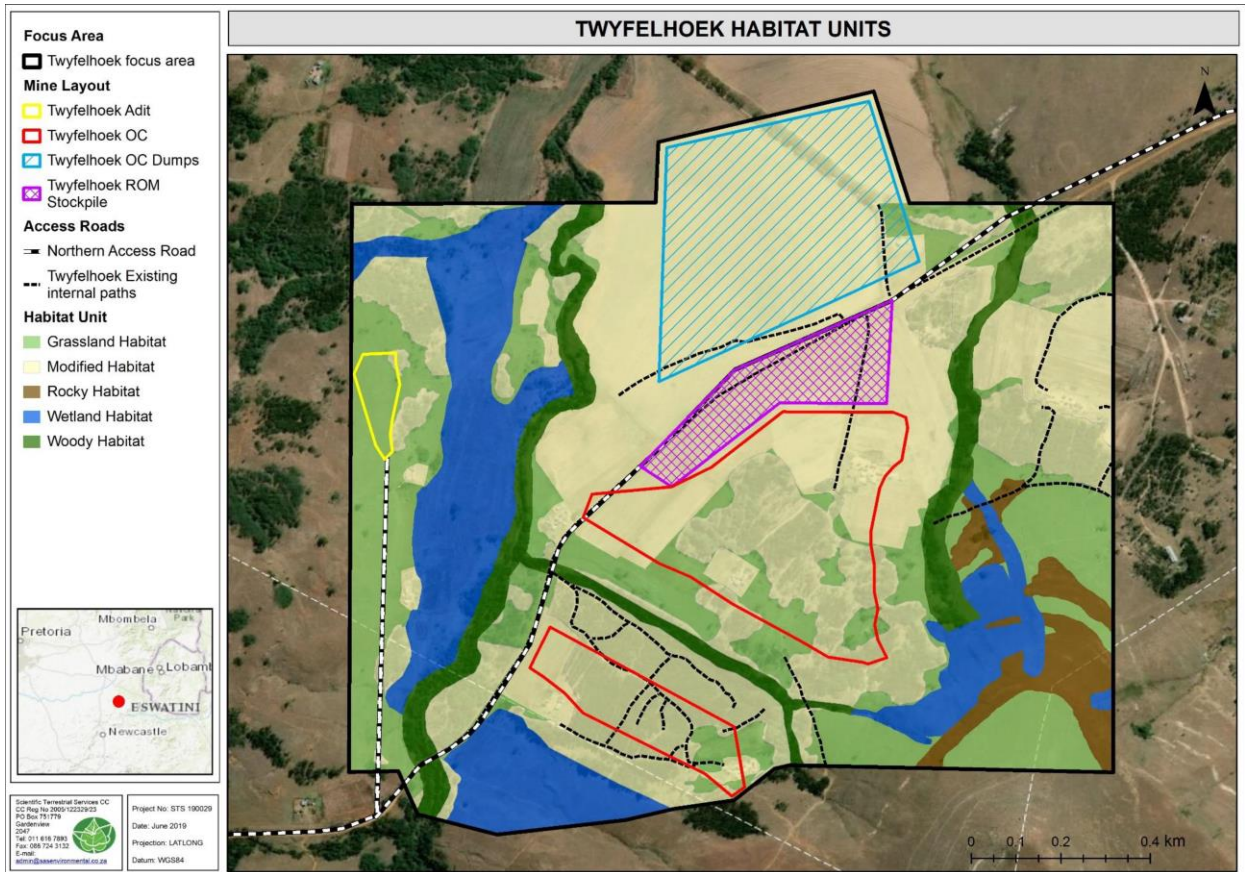 TWYFELHOEK HABITAT UNITS
Focus Area
Twyfelhoek focus area
Mine Layout
Twyfelhoek Adit
Twyfelhoek OC
Twyfelhoek OC Dumps
Twyfelhoek ROM
Stockpile
Access Roads
Northern Access Road
Twyfelhoek Existing
internal paths
Habitat Unit
Grassland Habitat
Modified Habitat
Rocky Habitat
Wetland Habitat
Woody Habitat
N
Park
Mbombela
Pretoria
Mbabane
Lobamb
ESWATINI
Newcastle
Scientific Terrestrial Services CC
CC Reg No 2005/122329/23
PO Box 751779
Gardenview
2047
Tel: 011 616 7893
Fax: 086 724 3132
E-mail:
admin@sasenvironmental.co.za
Project No: STS 190029
Date: June 2019
Projection: LATLONG
Datum: WGS84
0 0.1 0.2 0.4 km